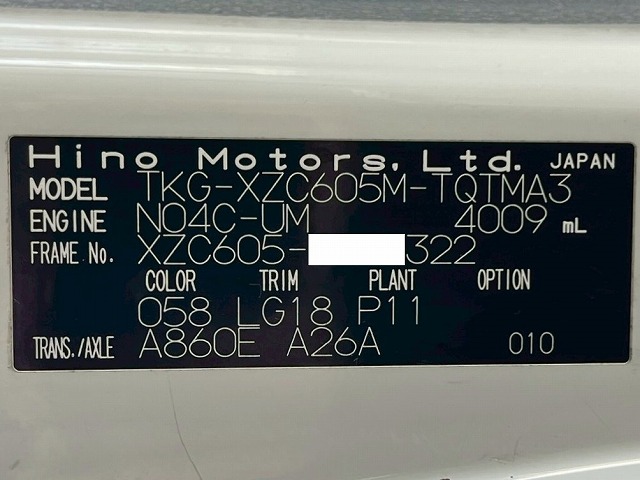 Hino Motors, Ltd. JAPAN
MODEL TKG-XZC605M-TQTMA3
ENGINE N04C-UM 4009 mL
FRAME No. XZC605- 322
COLOR TRIM PLANT OPTION
058 LG18 P11
TRANS./AXLE A860E A26A 010